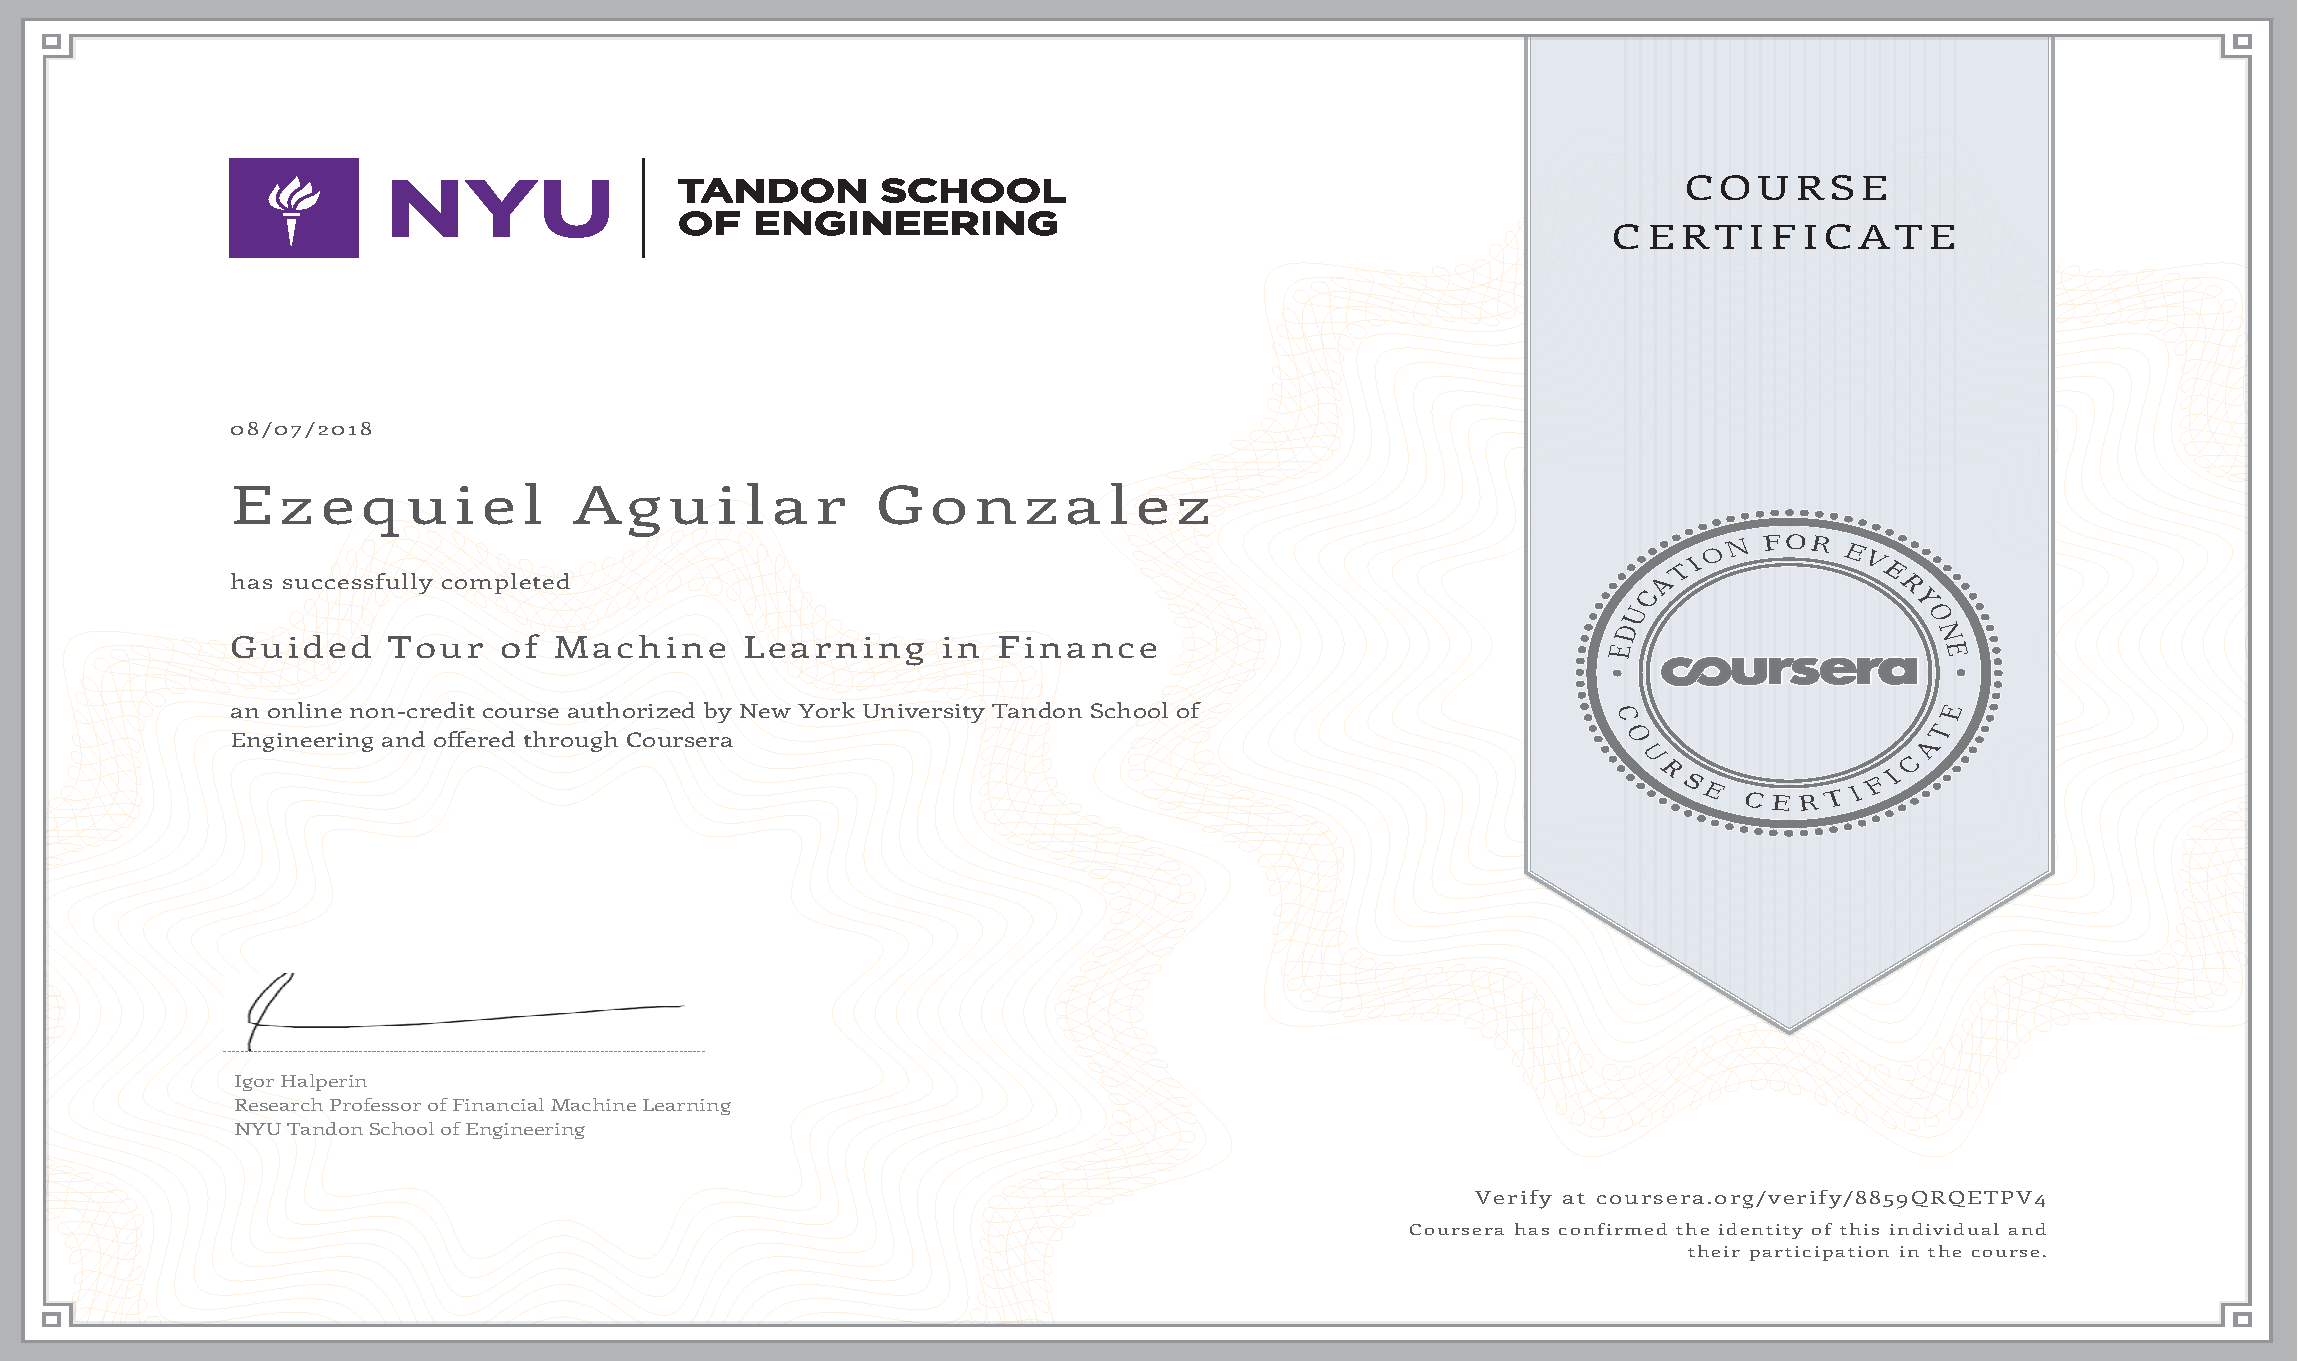 NYU
TANDON SCHOOL
OF ENGINEERING
COURSE
CERTIFICATE
08/07/2018
Ezequiel Aguilar Gonzalez
has successfully completed
Guided Tour of Machine Learning in Finance
an online non-credit course authorized by New York University Tandon School of
Engineering and offered through Coursera
EDUCATION FOR EVERYONE
coursera
COURSE CERTIFICATE
Igor Halperin
Research Professor of Financial Machine Learning
NYU Tandon School of Engineering
Verify at coursera.org/verify/8859QRQETPV4
Coursera has confirmed the identity of this individual and
their participation in the course.